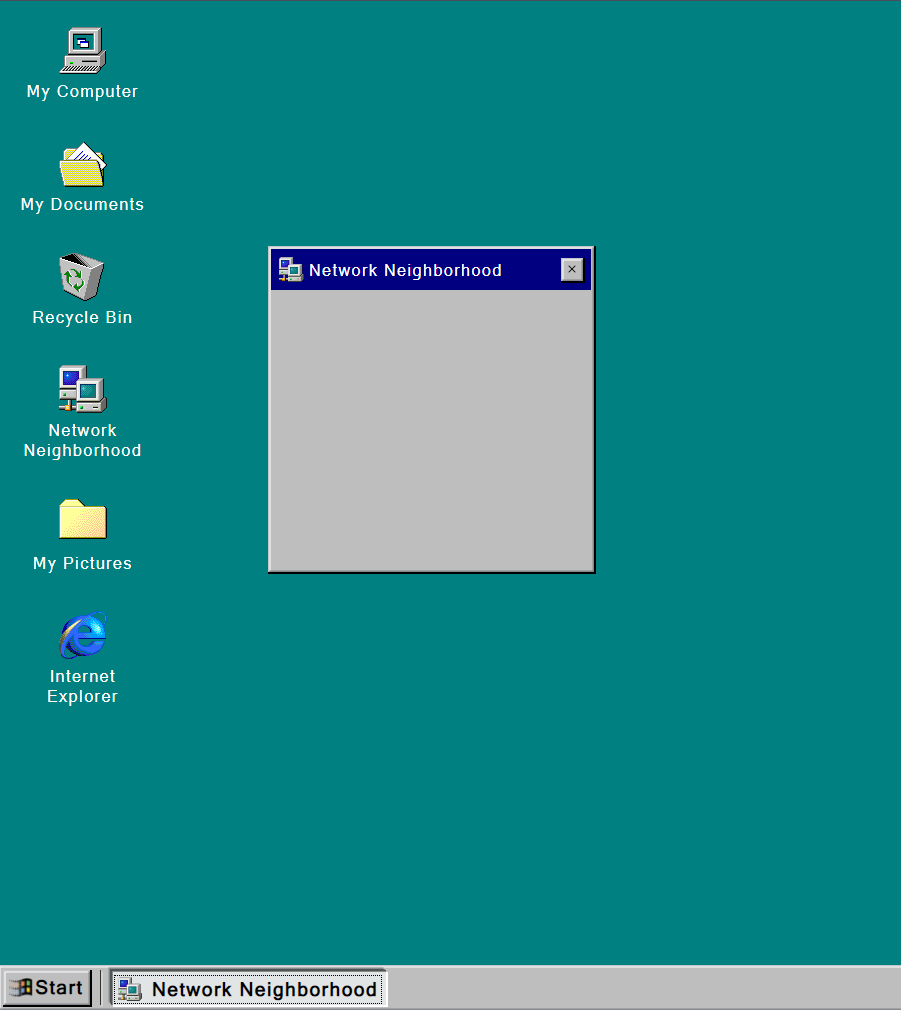 My Computer
My Documents
Recycle Bin
Network
Neighborhood
My Pictures
Internet
Explorer
Network Neighborhood
Start
Network Neighborhood